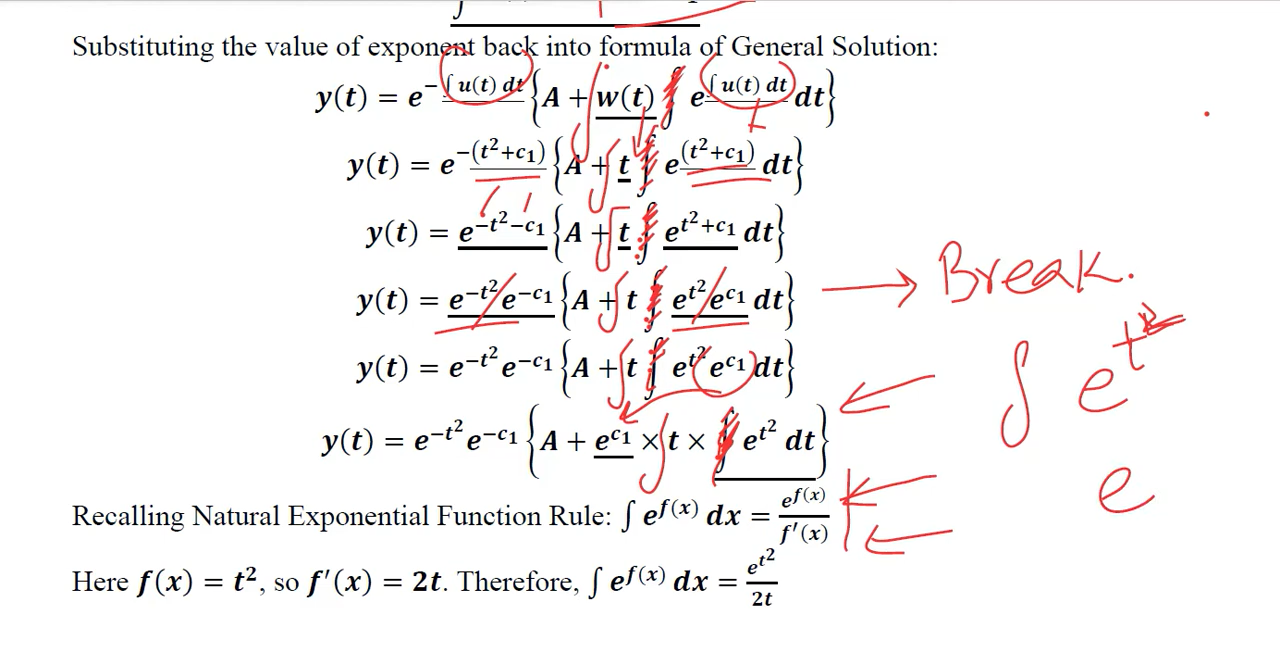 Substituting the value of exponent back into formula of General Solution:
y(t) = e^{−∫ u(t) dt} {A + ∫ w(t) ∫ e^{∫ u(t) dt} dt}
y(t) = e^{−(t²+c₁)} {A + ∫ t ∫ e^{(t²+c₁)} dt}
y(t) = e^{−t²−c₁} {A + ∫ t ∫ e^{t²+c₁} dt}
y(t) = e^{−t²} e^{−c₁} {A + ∫ t ∫ e^{t²} e^{c₁} dt} → Break.
y(t) = e^{−t²} e^{−c₁} {A + ∫ t ∫ e^{t²} e^{c₁} dt} ∫ e^{t²}
y(t) = e^{−t²} e^{−c₁} {A + e^{c₁} × ∫ t × ∫ e^{t²} dt} ←
e
Recalling Natural Exponential Function Rule: ∫ e^{f(x)} dx = e^{f(x)} / f′(x) ←
Here f(x) = t², so f′(x) = 2t. Therefore, ∫ e^{f(x)} dx = e^{t²} / 2t